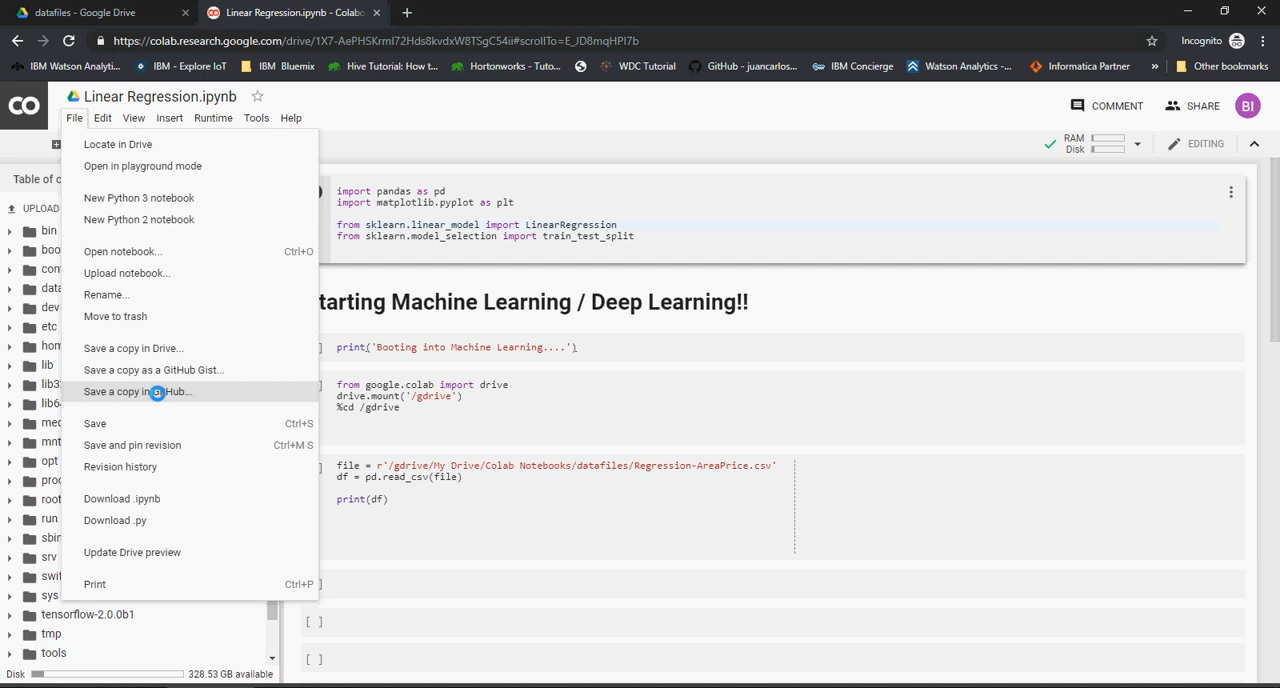 datafiles - Google Drive
Linear Regression.ipynb - Colabo
https://colab.research.google.com/drive/1X7-AePHSKrmI72Hds8kvdxW8TSgC54ii#scrollTo=E_JD8mqHPI7b
Incognito
IBM Watson Analyti...
IBM - Explore IoT
IBM Bluemix
Hive Tutorial: How t...
Hortonworks - Tuto...
WDC Tutorial
GitHub - juancarlos...
IBM Concierge
Watson Analytics -...
Informatica Partner
»
Other bookmarks
CO
Linear Regression.ipynb
COMMENT
SHARE
BI
File Edit View Insert Runtime Tools Help
RAM
Disk
EDITING
Table of c
UPLOAD
bin
boo
con
data
dev
etc
hom
lib
lib3
lib6
med
mnt
opt
proc
root
run
sbin
srv
swif
sys
tensorflow-2.0.0b1
tmp
tools
Disk
328.53 GB available
Locate in Drive
Open in playground mode
New Python 3 notebook
New Python 2 notebook
Open notebook... Ctrl+O
Upload notebook...
Rename...
Move to trash
Save a copy in Drive...
Save a copy as a GitHub Gist...
Save a copy in GitHub...
Save Ctrl+S
Save and pin revision Ctrl+M S
Revision history
Download .ipynb
Download .py
Update Drive preview
Print Ctrl+P
import pandas as pd
import matplotlib.pyplot as plt
from sklearn.linear_model import LinearRegression
from sklearn.model_selection import train_test_split
tarting Machine Learning / Deep Learning!!
] print('Booting into Machine Learning....')
] from google.colab import drive
drive.mount('/gdrive')
%cd /gdrive
] file = r'/gdrive/My Drive/Colab Notebooks/datafiles/Regression-AreaPrice.csv'
df = pd.read_csv(file)
print(df)
]
[ ]
[ ]